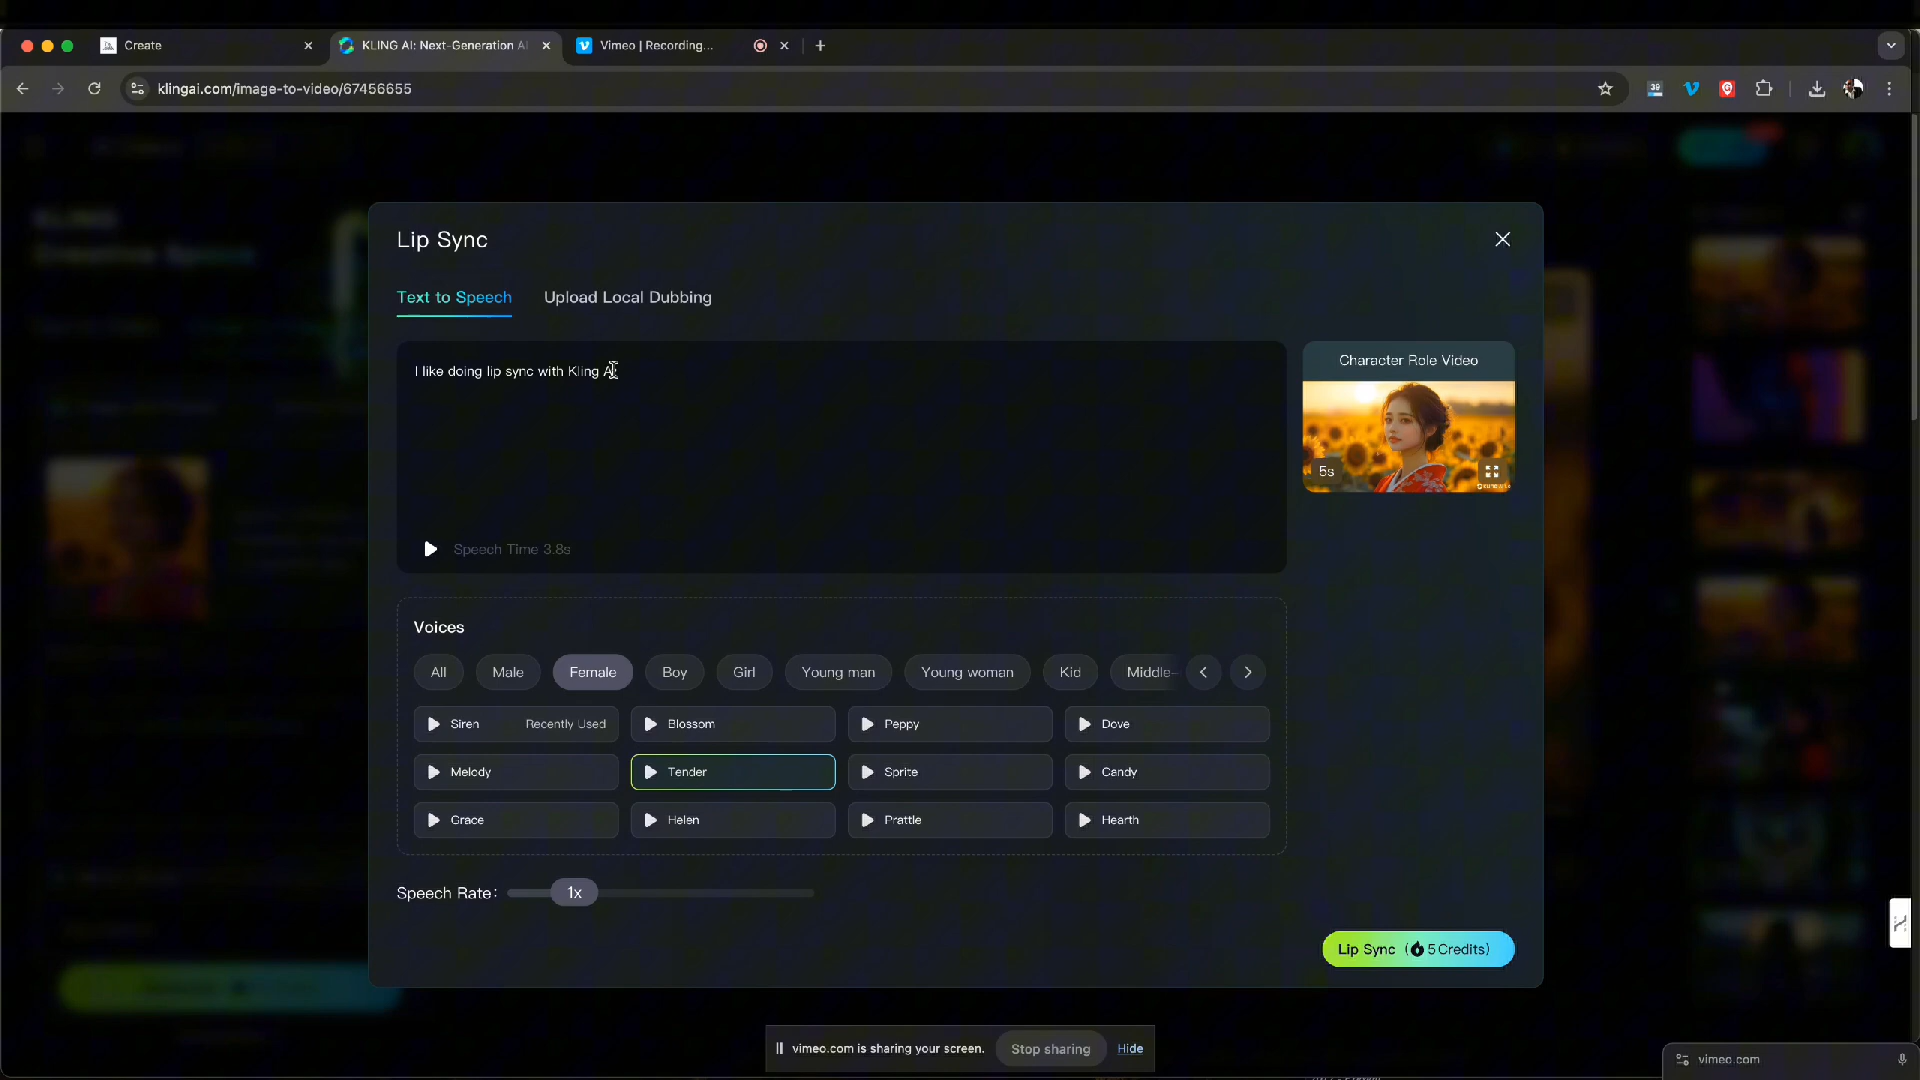 Create
KLING AI: Next-Generation AI
Vimeo | Recording...
klingai.com/image-to-video/67456655
39
Lip Sync
Text to Speech
Upload Local Dubbing
I like doing lip sync with Kling AI
Character Role Video
5s
Speech Time 3.8s
Voices
All
Male
Female
Boy
Girl
Young man
Young woman
Kid
Middle-
Siren
Recently Used
Blossom
Peppy
Dove
Melody
Tender
Sprite
Candy
Grace
Helen
Prattle
Hearth
Speech Rate:
1x
Lip Sync ( 5 Credits)
vimeo.com is sharing your screen.
Stop sharing
Hide
vimeo.com